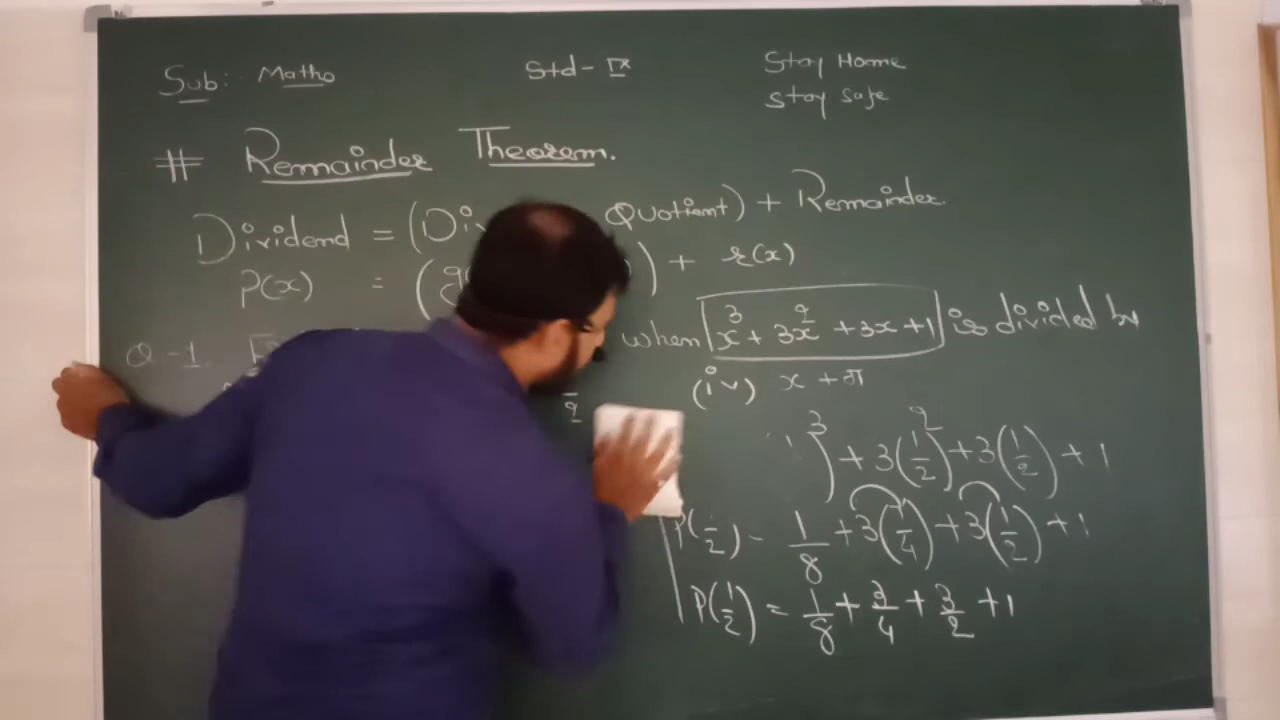 Sub:- Maths Std- IX Stay Home
Stay safe
# Remainder Theorem.
Dividend = (Div Quotient) + Remainder.
P(x) = (g ) + r(x)
Q-1. when x³ + 3x² + 3x + 1 is divided by
(iv) x + π
)³ + 3(1/2)² + 3(1/2) + 1
P(1/2) = 1/8 + 3(1/4) + 3(1/2) + 1
P(1/2) = 1/8 + 3/4 + 3/2 + 1